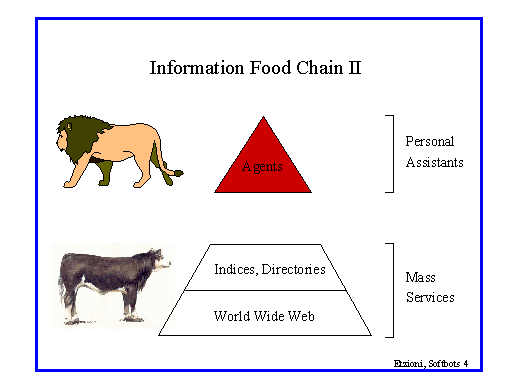 Information Food Chain II
Agents
Personal
Assistants
Indices, Directories
World Wide Web
Mass
Services
Etzioni, Softbots 4